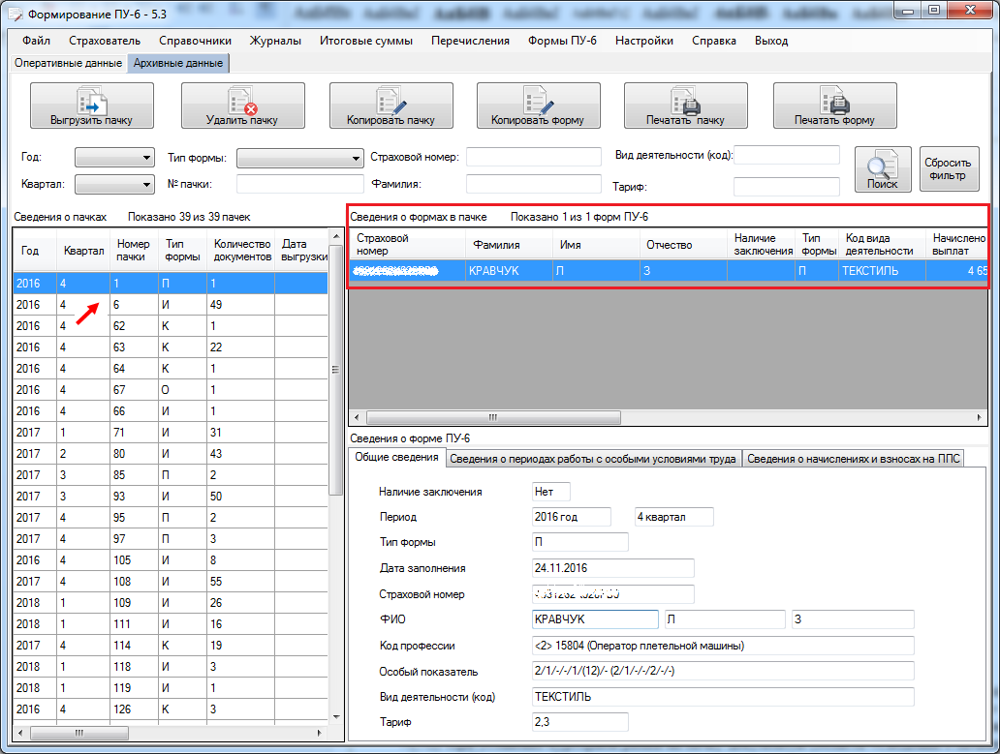 Формирование ПУ-6 - 5.3
Файл Страхователь Справочники Журналы Итоговые суммы Перечисления Формы ПУ-6 Настройки Справка Выход
Оперативные данные Архивные данные
Выгрузить пачку Удалить пачку Копировать пачку Копировать форму Печатать пачку Печатать форму
Год: Тип формы: Страховой номер: Вид деятельности (код):
Квартал: № пачки: Фамилия: Тариф:
Поиск
Сбросить
фильтр
Сведения о пачках Показано 39 из 39 пачек
Год Квартал Номер пачки Тип формы Количество документов Дата выгрузки
2016 4 1 П 1
2016 4 6 И 49
2016 4 62 К 1
2016 4 63 К 22
2016 4 64 К 1
2016 4 67 О 1
2016 4 66 И 1
2017 1 71 И 31
2017 2 80 И 43
2017 3 85 П 2
2017 3 93 И 50
2017 4 95 П 2
2017 4 97 П 3
2016 4 105 И 8
2017 4 108 И 55
2018 1 109 И 26
2018 1 111 И 16
2017 4 114 К 19
2018 1 118 И 3
2018 1 119 И 1
2016 4 126 К 3
Сведения о формах в пачке Показано 1 из 1 форм ПУ-6
Страховой номер Фамилия Имя Отчество Наличие заключения Тип формы Код вида деятельности Начислено выплат
КРАВЧУК Л З П ТЕКСТИЛЬ 4 65
Сведения о форме ПУ-6
Общие сведения Сведения о периодах работы с особыми условиями труда Сведения о начислениях и взносах на ППС
Наличие заключения Нет
Период 2016 год 4 квартал
Тип формы П
Дата заполнения 24.11.2016
Страховой номер
ФИО КРАВЧУК Л З
Код профессии <2> 15804 (Оператор плетельной машины)
Особый показатель 2/1/-/-/1/(12)/- (2/1/-/-/2/-/-)
Вид деятельности (код) ТЕКСТИЛЬ
Тариф 2,3